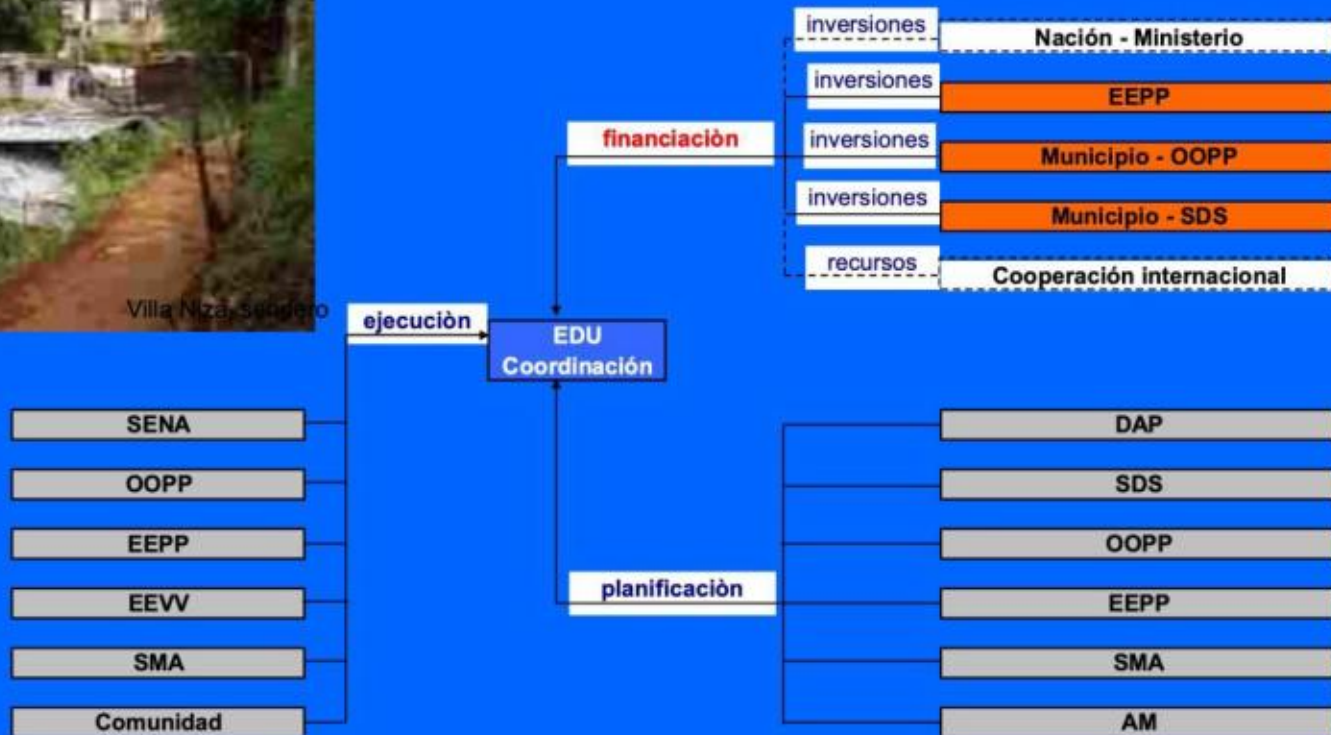 inversiones
Nación - Ministerio
inversiones
EEPP
financiaciòn
inversiones
Municipio - OOPP
inversiones
Municipio - SDS
recursos
Cooperación internacional
Villa Niza, sendero
ejecuciòn
EDU
Coordinación
SENA
OOPP
EEPP
EEVV
SMA
Comunidad
planificaciòn
DAP
SDS
OOPP
EEPP
SMA
AM